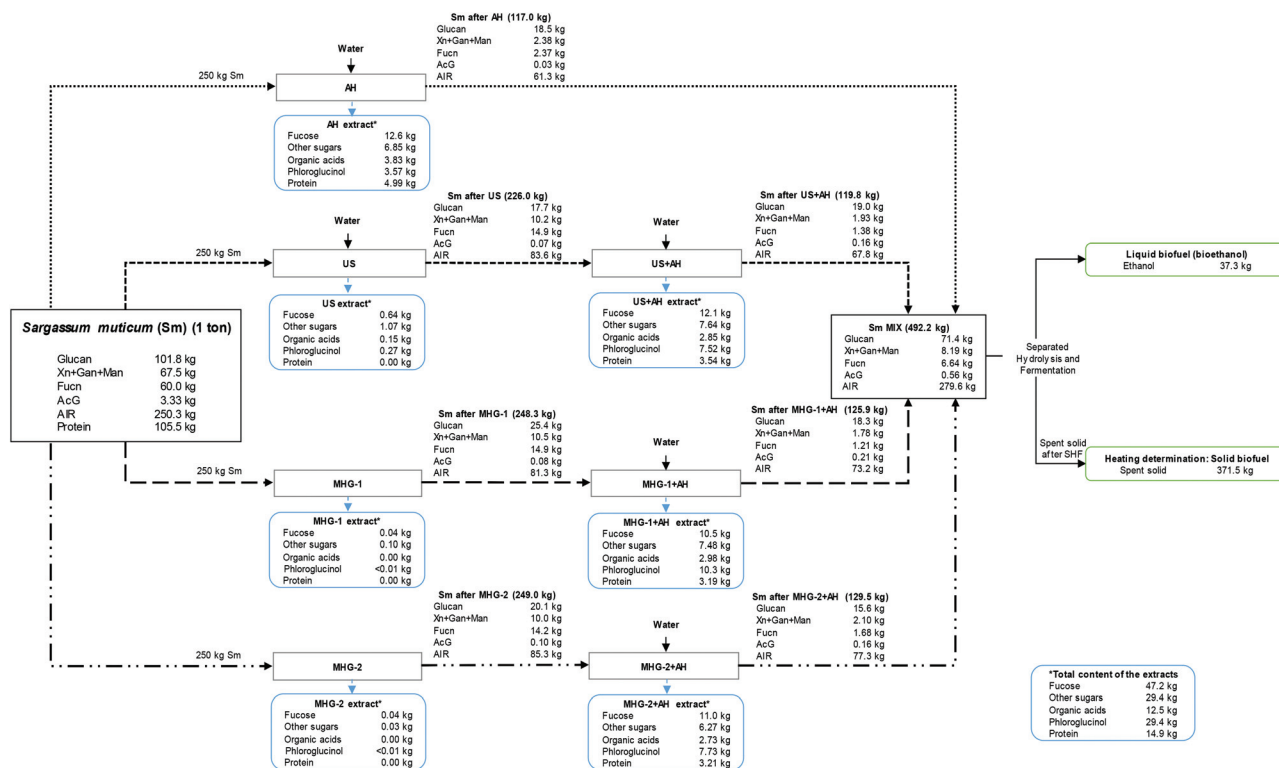 Sm after AH (117.0 kg)
Glucan 18.5 kg
Xn+Gan+Man 2.38 kg
Fucn 2.37 kg
AcG 0.03 kg
AIR 61.3 kg
Water
250 kg Sm
AH
AH extract*
Fucose 12.6 kg
Other sugars 6.85 kg
Organic acids 3.83 kg
Phloroglucinol 3.57 kg
Protein 4.99 kg
Sm after US (226.0 kg)
Glucan 17.7 kg
Xn+Gan+Man 10.2 kg
Fucn 14.9 kg
AcG 0.07 kg
AIR 83.6 kg
Sm after US+AH (119.8 kg)
Glucan 19.0 kg
Xn+Gan+Man 1.93 kg
Fucn 1.38 kg
AcG 0.16 kg
AIR 67.8 kg
Water
Water
250 kg Sm
US
US+AH
US extract*
Fucose 0.64 kg
Other sugars 1.07 kg
Organic acids 0.15 kg
Phloroglucinol 0.27 kg
Protein 0.00 kg
US+AH extract*
Fucose 12.1 kg
Other sugars 7.64 kg
Organic acids 2.85 kg
Phloroglucinol 7.52 kg
Protein 3.54 kg
Liquid biofuel (bioethanol)
Ethanol 37.3 kg
Sargassum muticum (Sm) (1 ton)
Glucan 101.8 kg
Xn+Gan+Man 67.5 kg
Fucn 60.0 kg
AcG 3.33 kg
AIR 250.3 kg
Protein 105.5 kg
Sm MIX (492.2 kg)
Glucan 71.4 kg
Xn+Gan+Man 8.19 kg
Fucn 6.64 kg
AcG 0.56 kg
AIR 279.6 kg
Separated
Hydrolysis and
Fermentation
Sm after MHG-1 (248.3 kg)
Glucan 25.4 kg
Xn+Gan+Man 10.5 kg
Fucn 14.9 kg
AcG 0.08 kg
AIR 81.3 kg
Sm after MHG-1+AH (125.9 kg)
Glucan 18.3 kg
Xn+Gan+Man 1.78 kg
Fucn 1.21 kg
AcG 0.21 kg
AIR 73.2 kg
Water
250 kg Sm
MHG-1
MHG-1+AH
Spent solid
after SHF
Heating determination: Solid biofuel
Spent solid 371.5 kg
MHG-1 extract*
Fucose 0.04 kg
Other sugars 0.10 kg
Organic acids 0.00 kg
Phloroglucinol <0.01 kg
Protein 0.00 kg
MHG-1+AH extract*
Fucose 10.5 kg
Other sugars 7.48 kg
Organic acids 2.98 kg
Phloroglucinol 10.3 kg
Protein 3.19 kg
Sm after MHG-2 (249.0 kg)
Glucan 20.1 kg
Xn+Gan+Man 10.0 kg
Fucn 14.2 kg
AcG 0.10 kg
AIR 85.3 kg
Sm after MHG-2+AH (129.5 kg)
Glucan 15.6 kg
Xn+Gan+Man 2.10 kg
Fucn 1.68 kg
AcG 0.16 kg
AIR 77.3 kg
Water
250 kg Sm
MHG-2
MHG-2+AH
MHG-2 extract*
Fucose 0.04 kg
Other sugars 0.03 kg
Organic acids 0.00 kg
Phloroglucinol <0.01 kg
Protein 0.00 kg
MHG-2+AH extract*
Fucose 11.0 kg
Other sugars 6.27 kg
Organic acids 2.73 kg
Phloroglucinol 7.73 kg
Protein 3.21 kg
*Total content of the extracts
Fucose 47.2 kg
Other sugars 29.4 kg
Organic acids 12.5 kg
Phloroglucinol 29.4 kg
Protein 14.9 kg